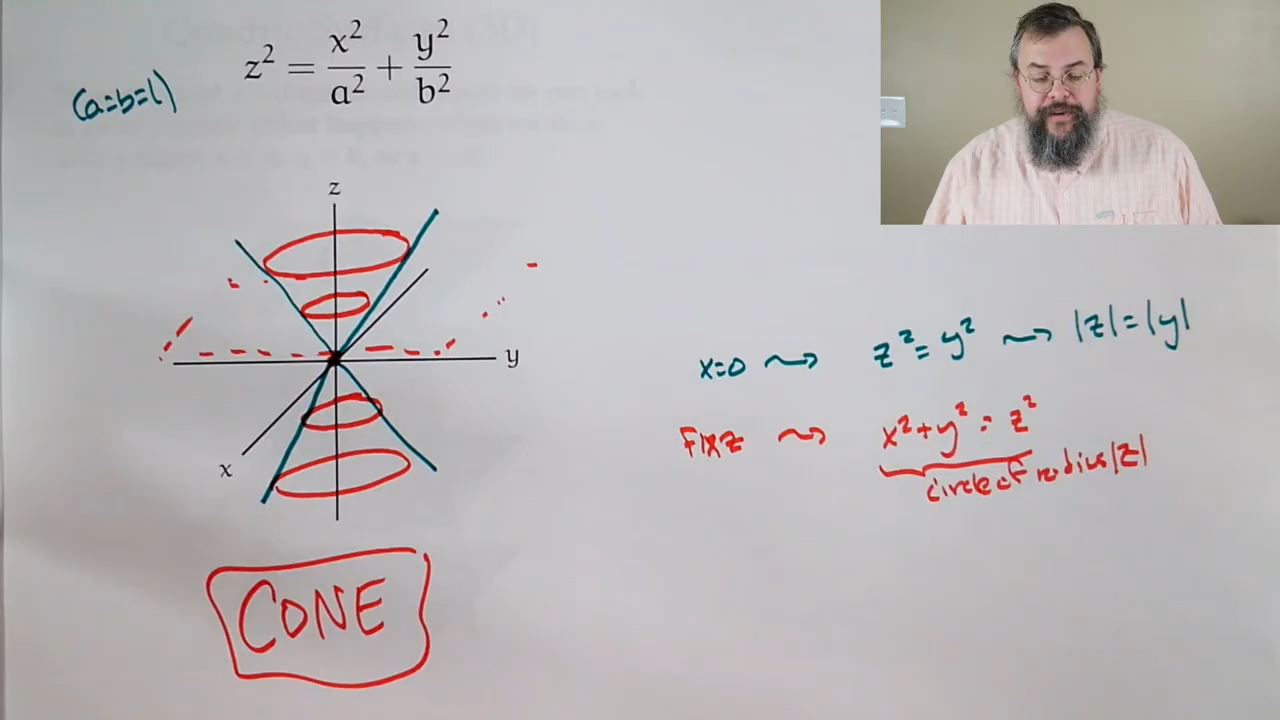 z² = x²/a² + y²/b²
(a=b=1)
z
y
x
x=0 ⇝ z² = y² ⇝ |z|=|y|
FIX z ⇝ x²+y² = z²
circle of radius |z|
CONE